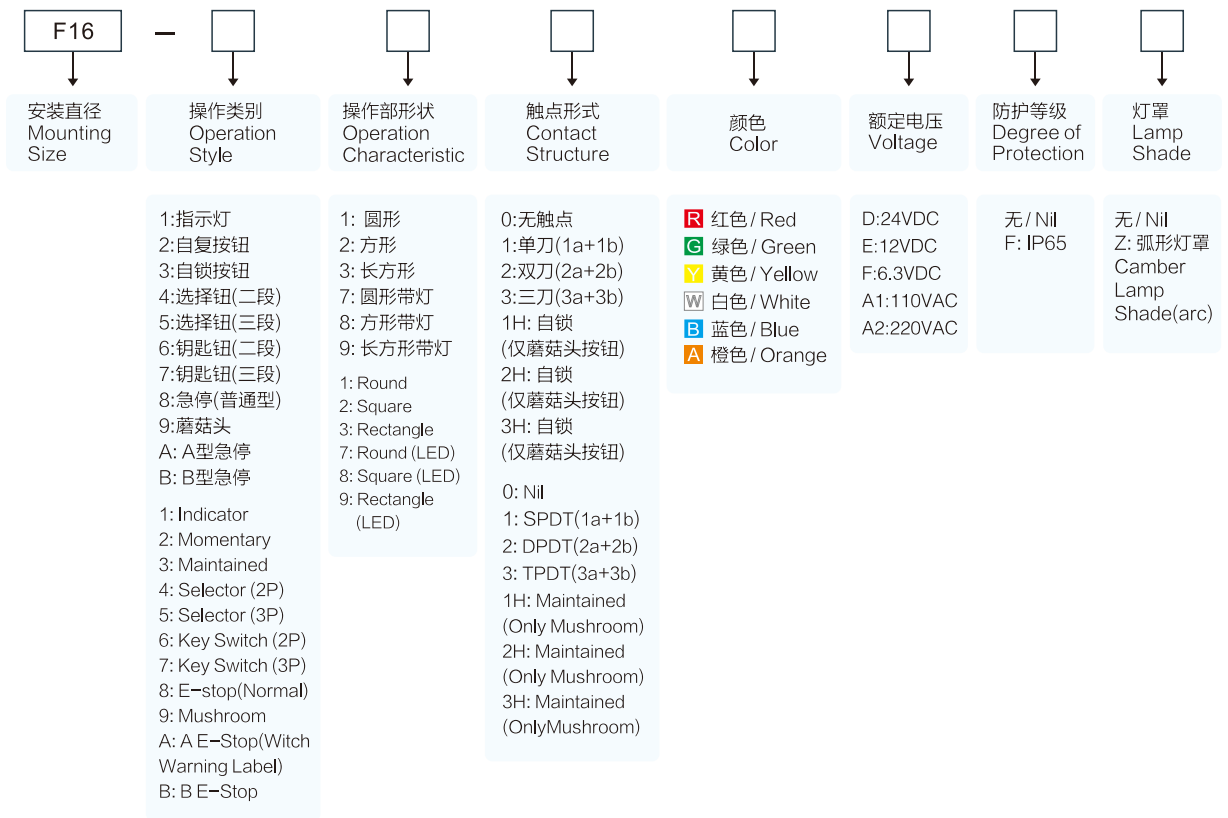 F16
–
安装直径
Mounting
Size
操作类别
Operation
Style
操作部形状
Operation
Characteristic
触点形式
Contact
Structure
颜色
Color
额定电压
Voltage
防护等级
Degree of
Protection
灯罩
Lamp
Shade
1:指示灯
2:自复按钮
3:自锁按钮
4:选择钮(二段)
5:选择钮(三段)
6:钥匙钮(二段)
7:钥匙钮(三段)
8:急停(普通型)
9:蘑菇头
A: A型急停
B: B型急停
1: Indicator
2: Momentary
3: Maintained
4: Selector (2P)
5: Selector (3P)
6: Key Switch (2P)
7: Key Switch (3P)
8: E-stop(Normal)
9: Mushroom
A: A E-Stop(Witch
Warning Label)
B: B E-Stop
1: 圆形
2: 方形
3: 长方形
7: 圆形带灯
8: 方形带灯
9: 长方形带灯
1: Round
2: Square
3: Rectangle
7: Round (LED)
8: Square (LED)
9: Rectangle
(LED)
0:无触点
1:单刀(1a+1b)
2:双刀(2a+2b)
3:三刀(3a+3b)
1H: 自锁
(仅蘑菇头按钮)
2H: 自锁
(仅蘑菇头按钮)
3H: 自锁
(仅蘑菇头按钮)
0: Nil
1: SPDT(1a+1b)
2: DPDT(2a+2b)
3: TPDT(3a+3b)
1H: Maintained
(Only Mushroom)
2H: Maintained
(Only Mushroom)
3H: Maintained
(OnlyMushroom)
R 红色/Red
G 绿色/Green
Y 黄色/Yellow
W 白色/White
B 蓝色/Blue
A 橙色/Orange
D:24VDC
E:12VDC
F:6.3VDC
A1:110VAC
A2:220VAC
无/Nil
F: IP65
无/Nil
Z: 弧形灯罩
Camber
Lamp
Shade(arc)